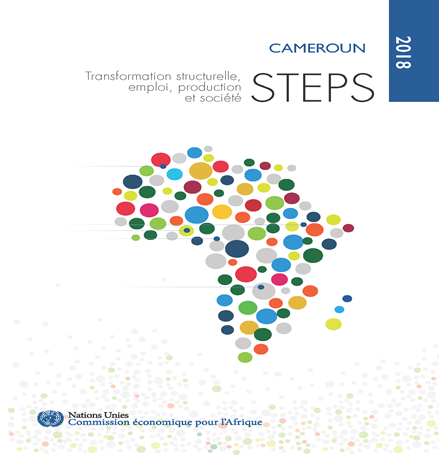 2018
CAMEROUN
Transformation structurelle,
emploi, production
et société
STEPS
Nations Unies
Commission économique pour l'Afrique